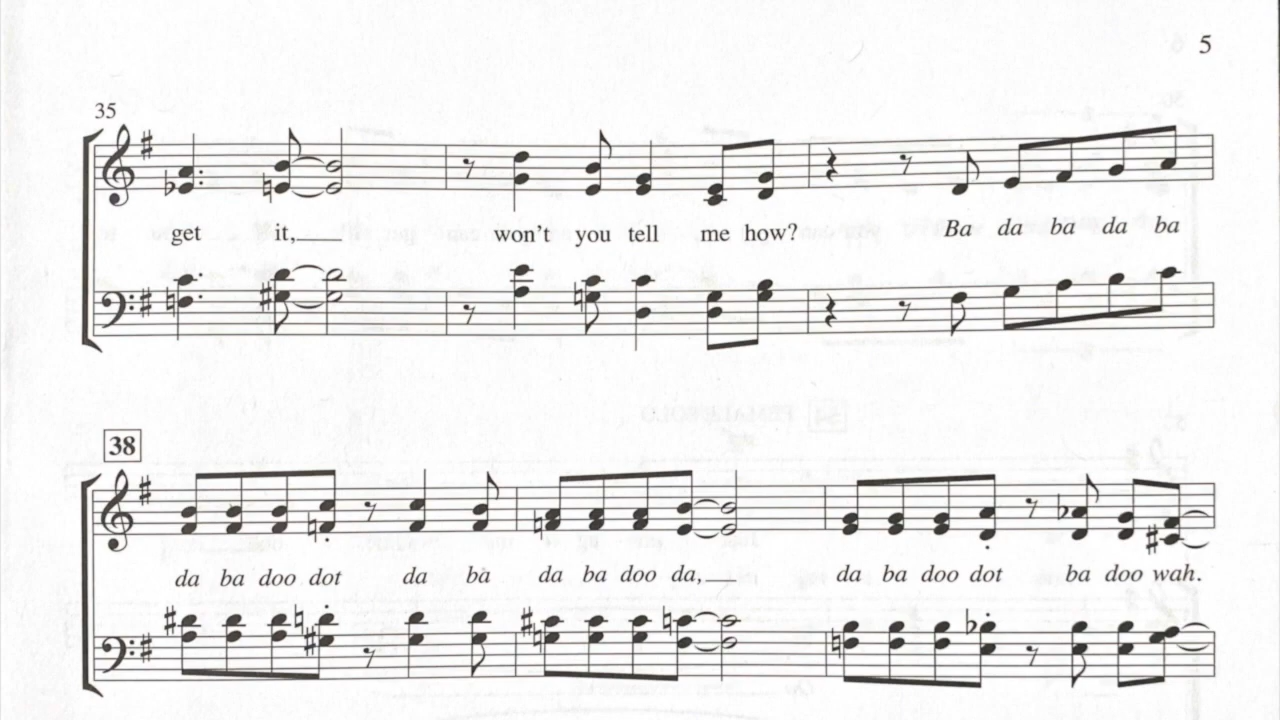 5
35
get it, won't you tell me how? Ba da ba da ba
38
da ba doo dot da ba da ba doo da, da ba doo dot ba doo wah.